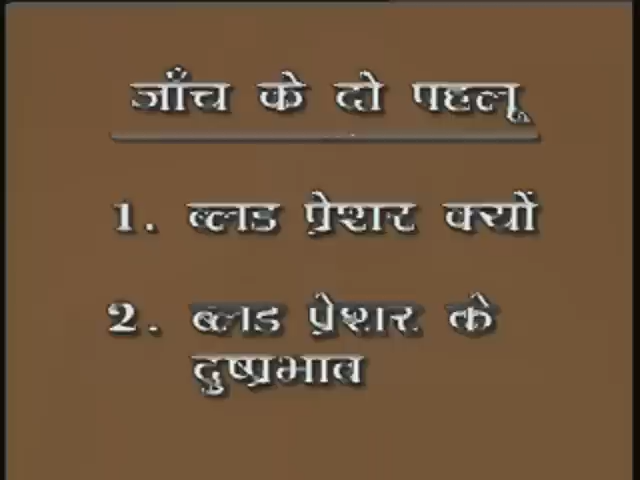 जाँच के दो पहलू
1. ब्लड प्रेशर क्यों
2. ब्लड प्रेशर के
दुष्प्रभाव